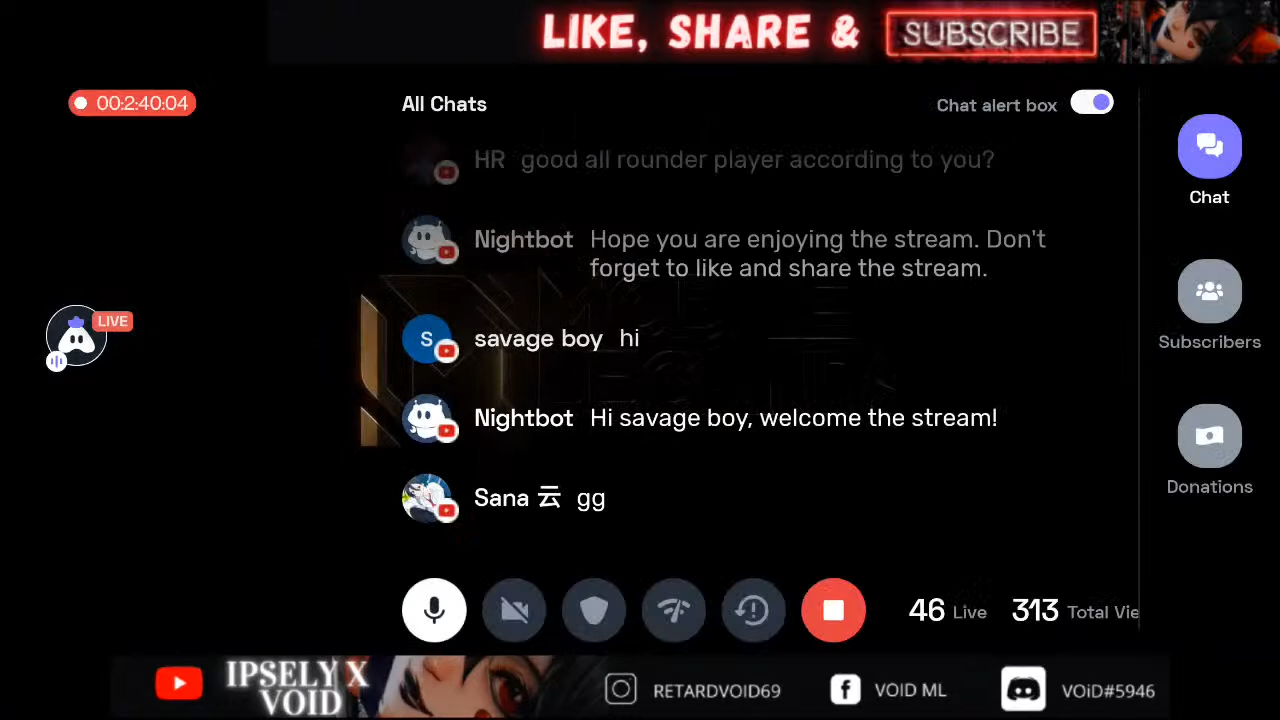 LIKE, SHARE & SUBSCRIBE
00:2:40:04
All Chats
Chat alert box
HR good all rounder player according to you?
Nightbot Hope you are enjoying the stream. Don't
forget to like and share the stream.
S
savage boy hi
Nightbot Hi savage boy, welcome the stream!
Sana 云 gg
LIVE
Chat
Subscribers
Donations
46 Live 313 Total Vie
IPSELY X
VOID
RETARDVOID69
VOID ML
VOiD#5946